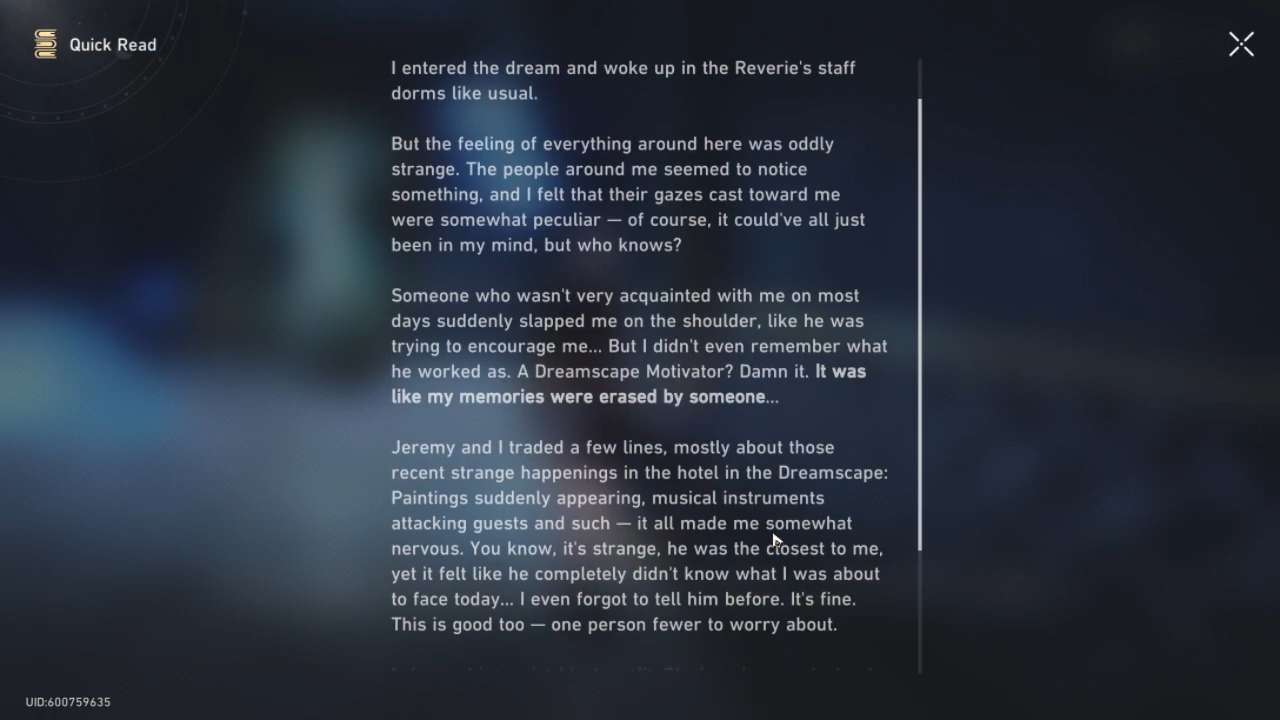 Quick Read
I entered the dream and woke up in the Reverie's staff
dorms like usual.
But the feeling of everything around here was oddly
strange. The people around me seemed to notice
something, and I felt that their gazes cast toward me
were somewhat peculiar — of course, it could've all just
been in my mind, but who knows?
Someone who wasn't very acquainted with me on most
days suddenly slapped me on the shoulder, like he was
trying to encourage me... But I didn't even remember what
he worked as. A Dreamscape Motivator? Damn it. It was
like my memories were erased by someone...
Jeremy and I traded a few lines, mostly about those
recent strange happenings in the hotel in the Dreamscape:
Paintings suddenly appearing, musical instruments
attacking guests and such — it all made me somewhat
nervous. You know, it's strange, he was the closest to me,
yet it felt like he completely didn't know what I was about
to face today... I even forgot to tell him before. It's fine.
This is good too — one person fewer to worry about.
UID:600759635